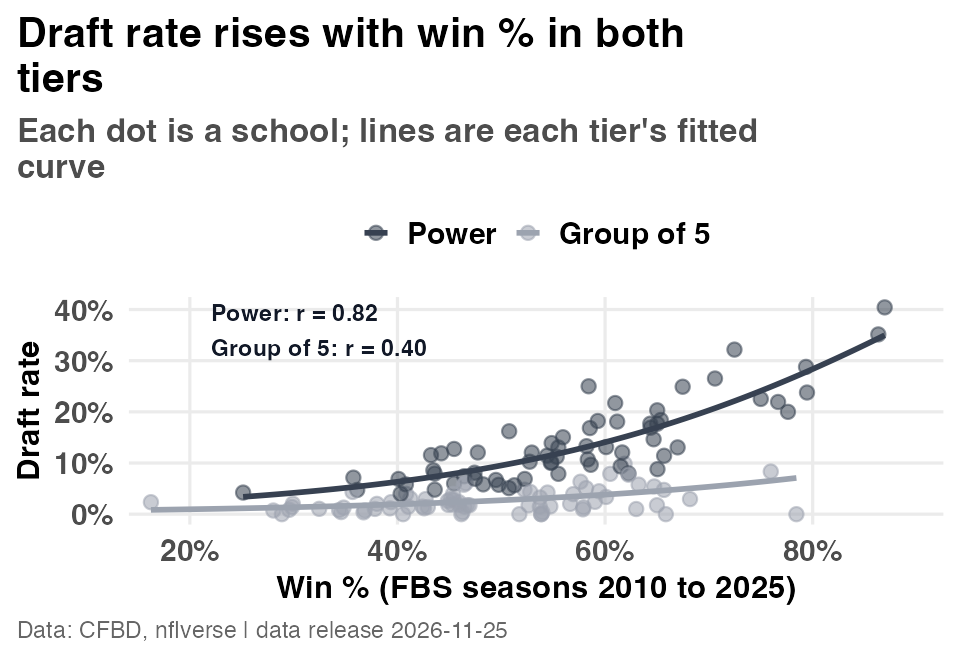 Draft rate rises with win % in both
tiers
Each dot is a school; lines are each tier's fitted
curve
Power
Group of 5
Power: r = 0.82
Group of 5: r = 0.40
Draft rate
40%
30%
20%
10%
0%
20%
40%
60%
80%
Win % (FBS seasons 2010 to 2025)
Data: CFBD, nflverse | data release 2026-11-25